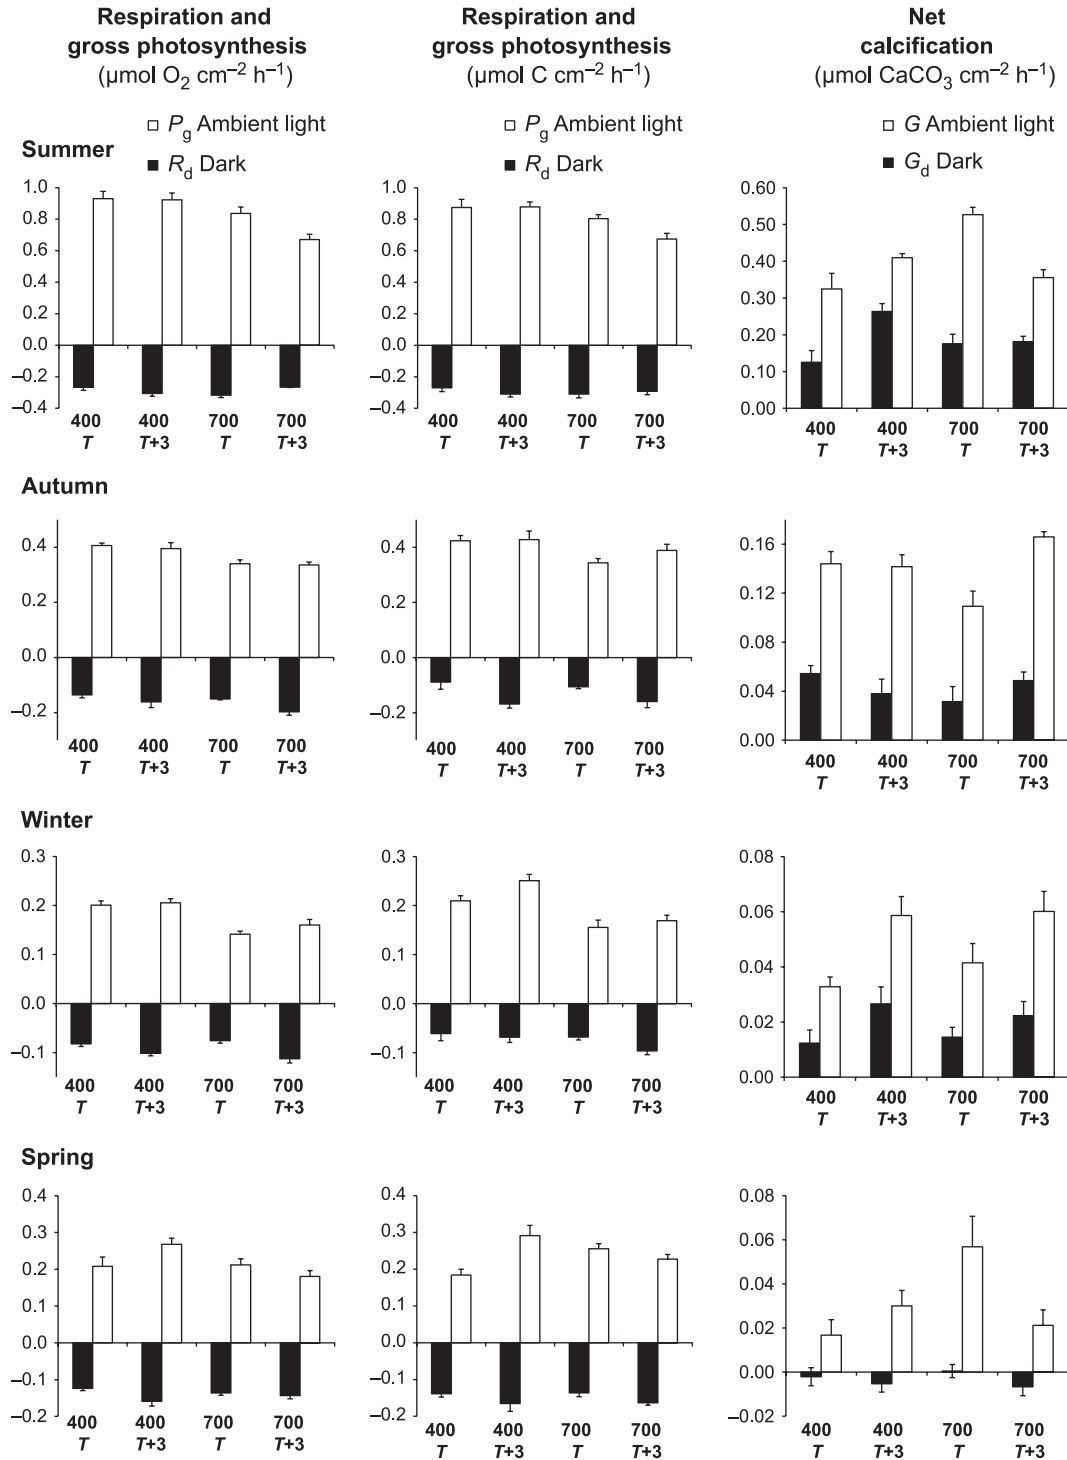 Respiration and
gross photosynthesis
(µmol O2 cm–2 h–1)
Respiration and
gross photosynthesis
(µmol C cm–2 h–1)
Net
calcification
(µmol CaCO3 cm–2 h–1)
Pg Ambient light
Rd Dark
Pg Ambient light
Rd Dark
G Ambient light
Gd Dark
Summer
1.0
0.8
0.6
0.4
0.2
0.0
–0.2
–0.4
400 400 700 700
T T+3 T T+3
1.0
0.8
0.6
0.4
0.2
0.0
–0.2
–0.4
400 400 700 700
T T+3 T T+3
0.60
0.50
0.40
0.30
0.20
0.10
0.00
400 400 700 700
T T+3 T T+3
Autumn
0.4
0.2
0.0
–0.2
400 400 700 700
T T+3 T T+3
0.4
0.2
0.0
–0.2
400 400 700 700
T T+3 T T+3
0.16
0.12
0.08
0.04
0.00
400 400 700 700
T T+3 T T+3
Winter
0.3
0.2
0.1
0.0
–0.1
400 400 700 700
T T+3 T T+3
0.3
0.2
0.1
0.0
–0.1
400 400 700 700
T T+3 T T+3
0.08
0.06
0.04
0.02
0.00
400 400 700 700
T T+3 T T+3
Spring
0.4
0.3
0.2
0.1
0.0
–0.1
–0.2
400 400 700 700
T T+3 T T+3
0.4
0.3
0.2
0.1
0.0
–0.1
–0.2
400 400 700 700
T T+3 T T+3
0.08
0.06
0.04
0.02
0.00
–0.02
400 400 700 700
T T+3 T T+3